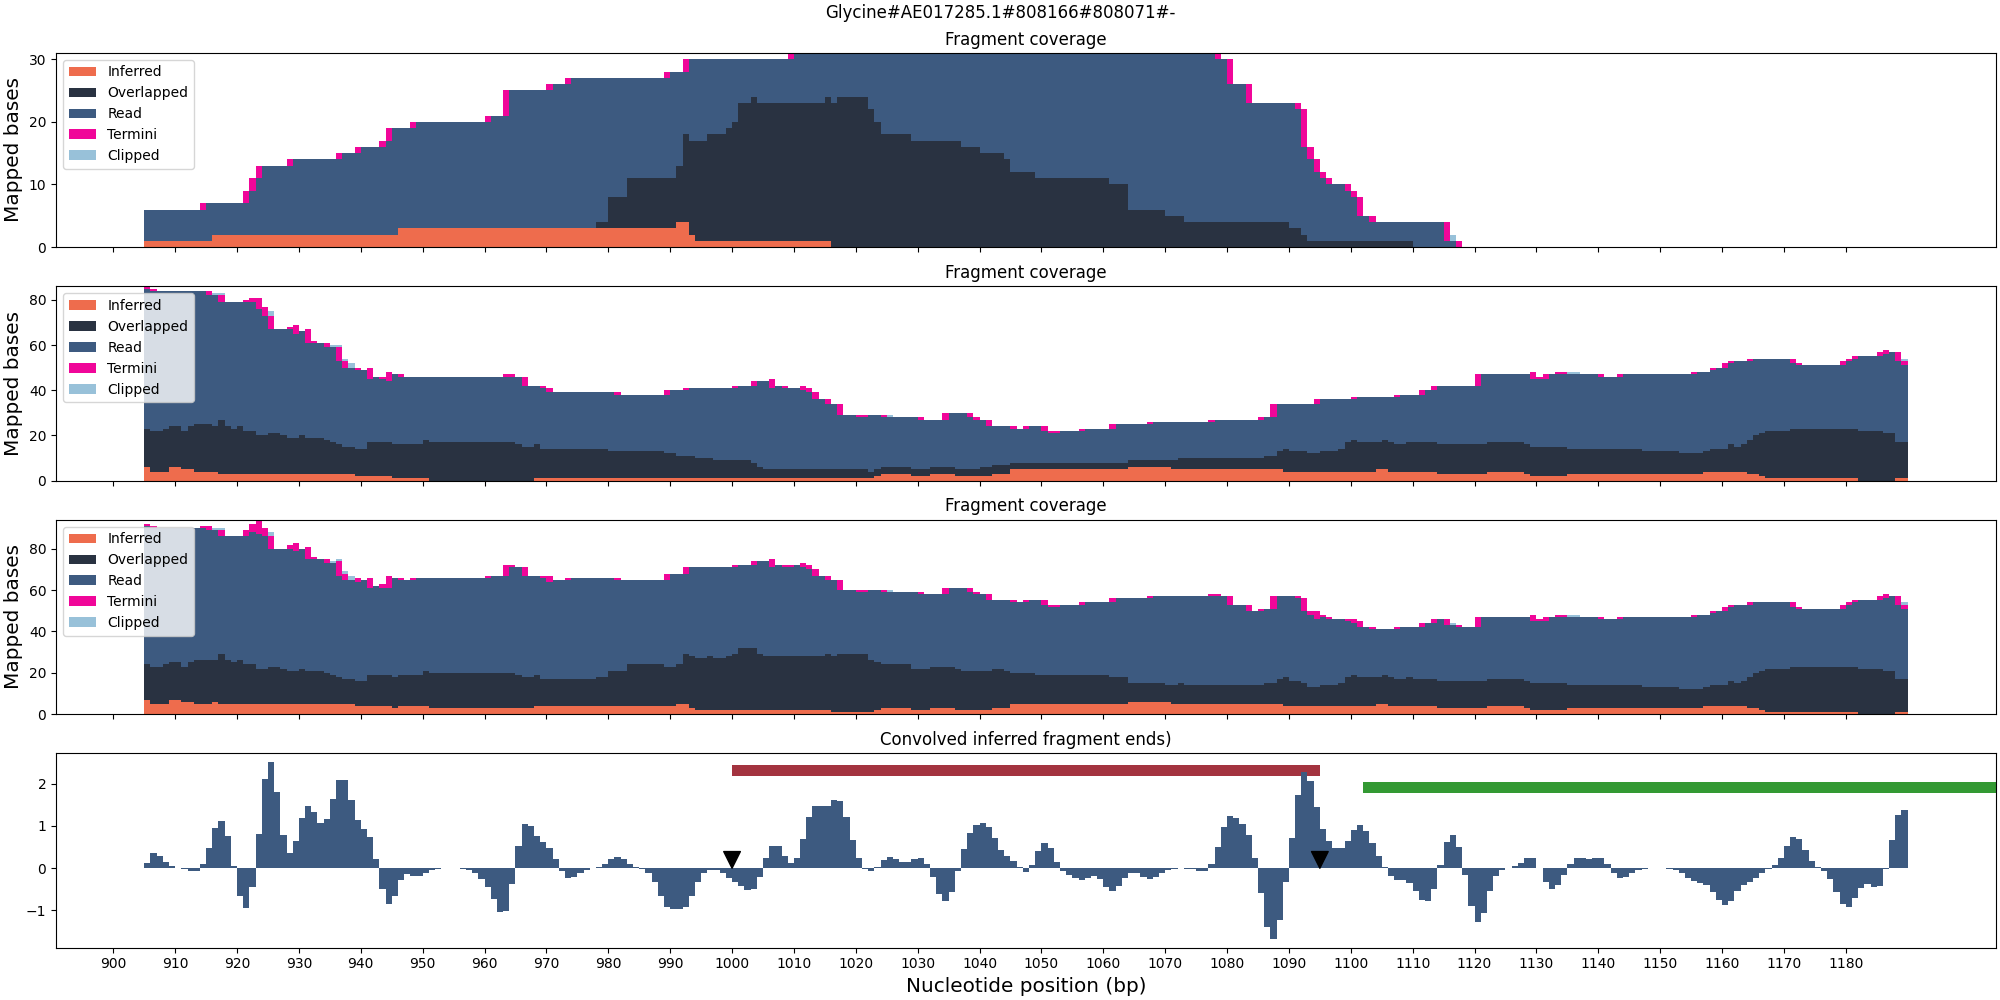 Glycine#AE017285.1#808166#808071#-
Fragment coverage
Mapped bases
30
20
10
0
Inferred
Overlapped
Read
Termini
Clipped
Fragment coverage
Mapped bases
80
60
40
20
0
Inferred
Overlapped
Read
Termini
Clipped
Fragment coverage
Mapped bases
80
60
40
20
0
Inferred
Overlapped
Read
Termini
Clipped
Convolved inferred fragment ends)
2
1
0
−1
900 910 920 930 940 950 960 970 980 990 1000 1010 1020 1030 1040 1050 1060 1070 1080 1090 1100 1110 1120 1130 1140 1150 1160 1170 1180
Nucleotide position (bp)